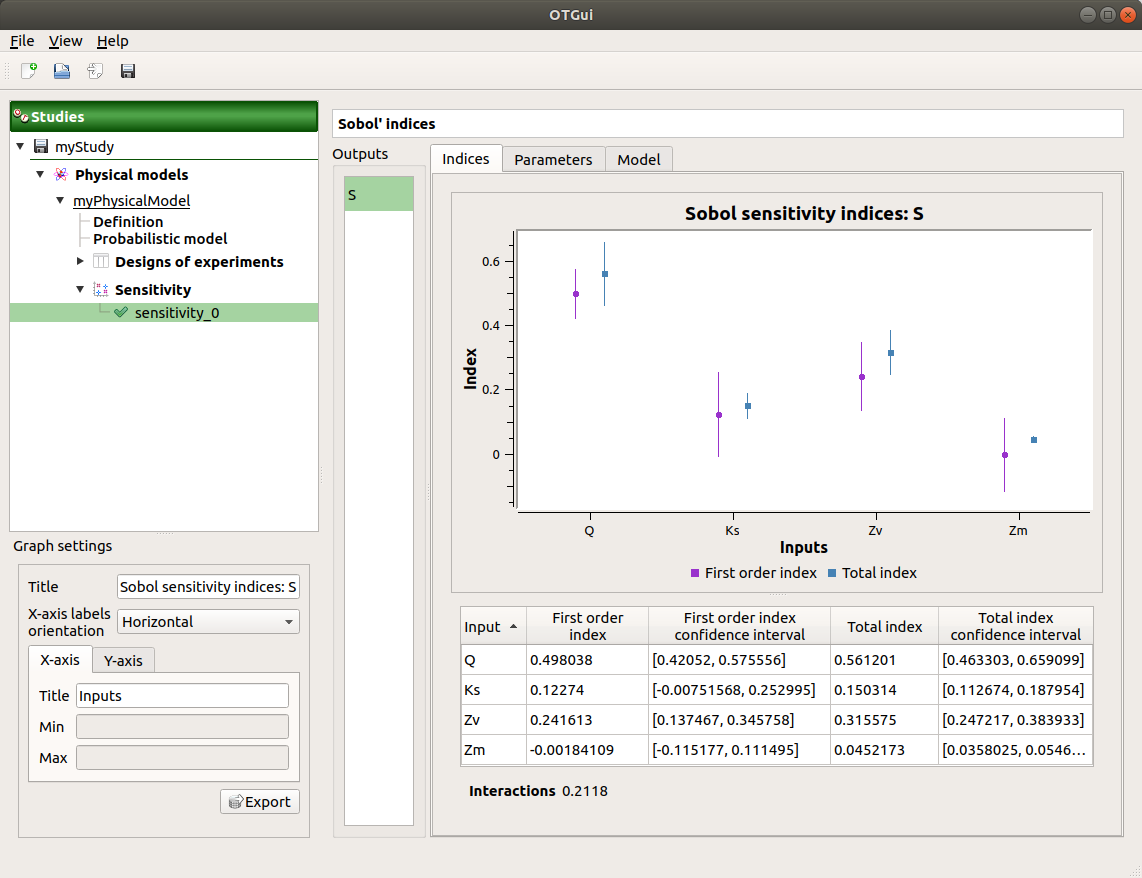 OTGui
File View Help
Studies
myStudy
Physical models
myPhysicalModel
Definition
Probabilistic model
Designs of experiments
Sensitivity
sensitivity_0
Graph settings
Title Sobol sensitivity indices: S
X-axis labels orientation Horizontal
X-axis Y-axis
Title Inputs
Min
Max
Export
Sobol' indices
Outputs
S
Indices Parameters Model
Sobol sensitivity indices: S
Index
0.6
0.4
0.2
0
Q Ks Zv Zm
Inputs
First order index Total index
Input First order index First order index confidence interval Total index Total index confidence interval
Q 0.498038 [0.42052, 0.575556] 0.561201 [0.463303, 0.659099]
Ks 0.12274 [-0.00751568, 0.252995] 0.150314 [0.112674, 0.187954]
Zv 0.241613 [0.137467, 0.345758] 0.315575 [0.247217, 0.383933]
Zm -0.00184109 [-0.115177, 0.111495] 0.0452173 [0.0358025, 0.0546...
Interactions 0.2118